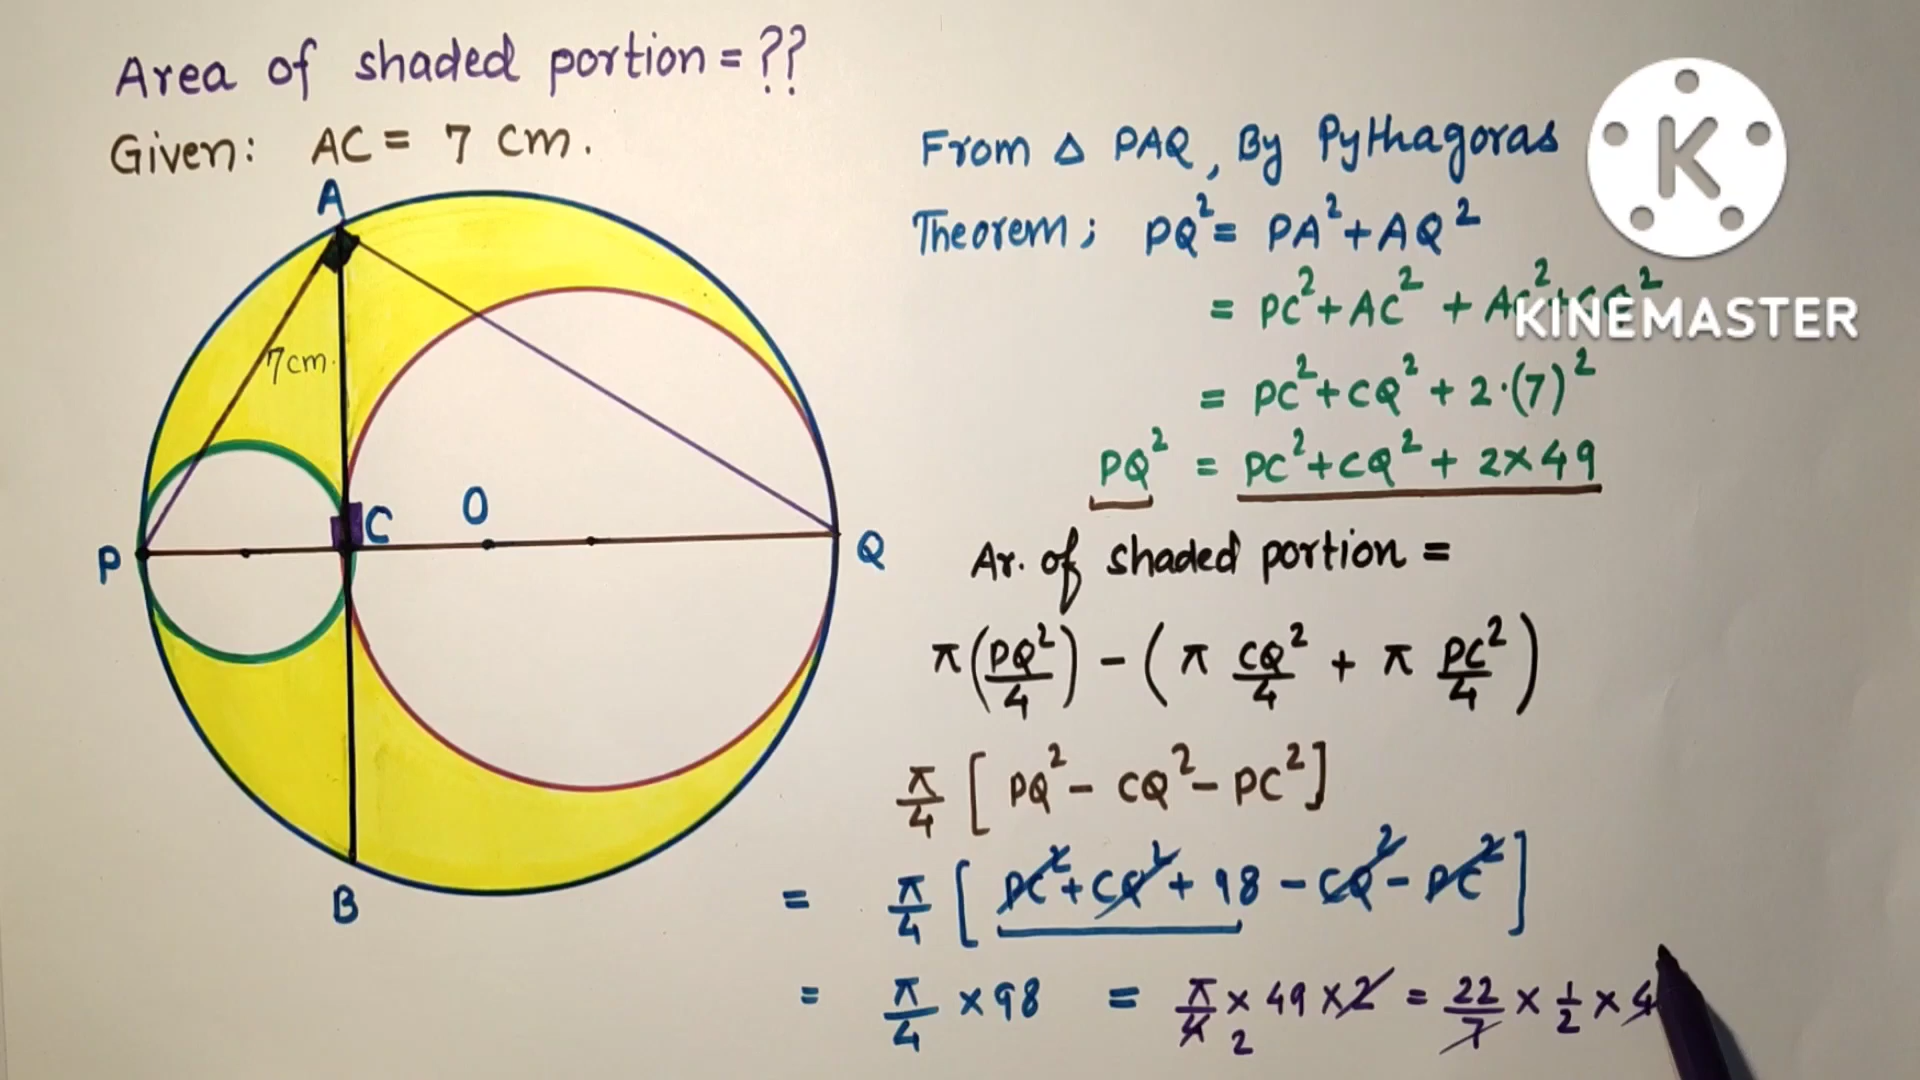 Area of shaded portion = ??
Given: AC = 7 cm.
A
7cm.
C
O
P
Q
B
From △ PAQ, By Pythagoras
Theorem; PQ² = PA² + AQ²
= PC² + AC² +
= PC² + CQ² + 2·(7)²
PQ² = PC² + CQ² + 2×49
Ar. of shaded portion =
π(PQ²/4) - (π CQ²/4 + π PC²/4)
π/4 [PQ² - CQ² - PC²]
= π/4 [PC² + CQ² + 98 - CQ² - PC²]
= π/4 × 98 = π/4 × 49 × 2 = 22/7 × 1/2 × 4
2
K
KINEMASTER